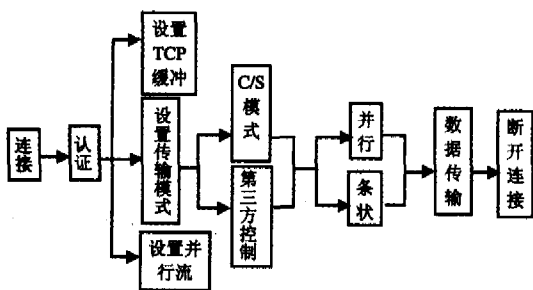 连接
认证
设置
TCP
缓冲
设置传输模式
设置并
行流
C/S
模
式
第三方控制
并行
条状
数据传输
断开连接